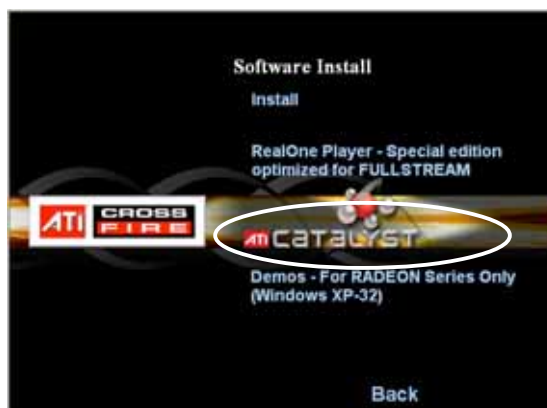 Software Install
Install
RealOne Player - Special edition
optimized for FULLSTREAM
ATI CROSS
FIRE
ATI CATALYST
Demos - For RADEON Series Only
(Windows XP-32)
Back